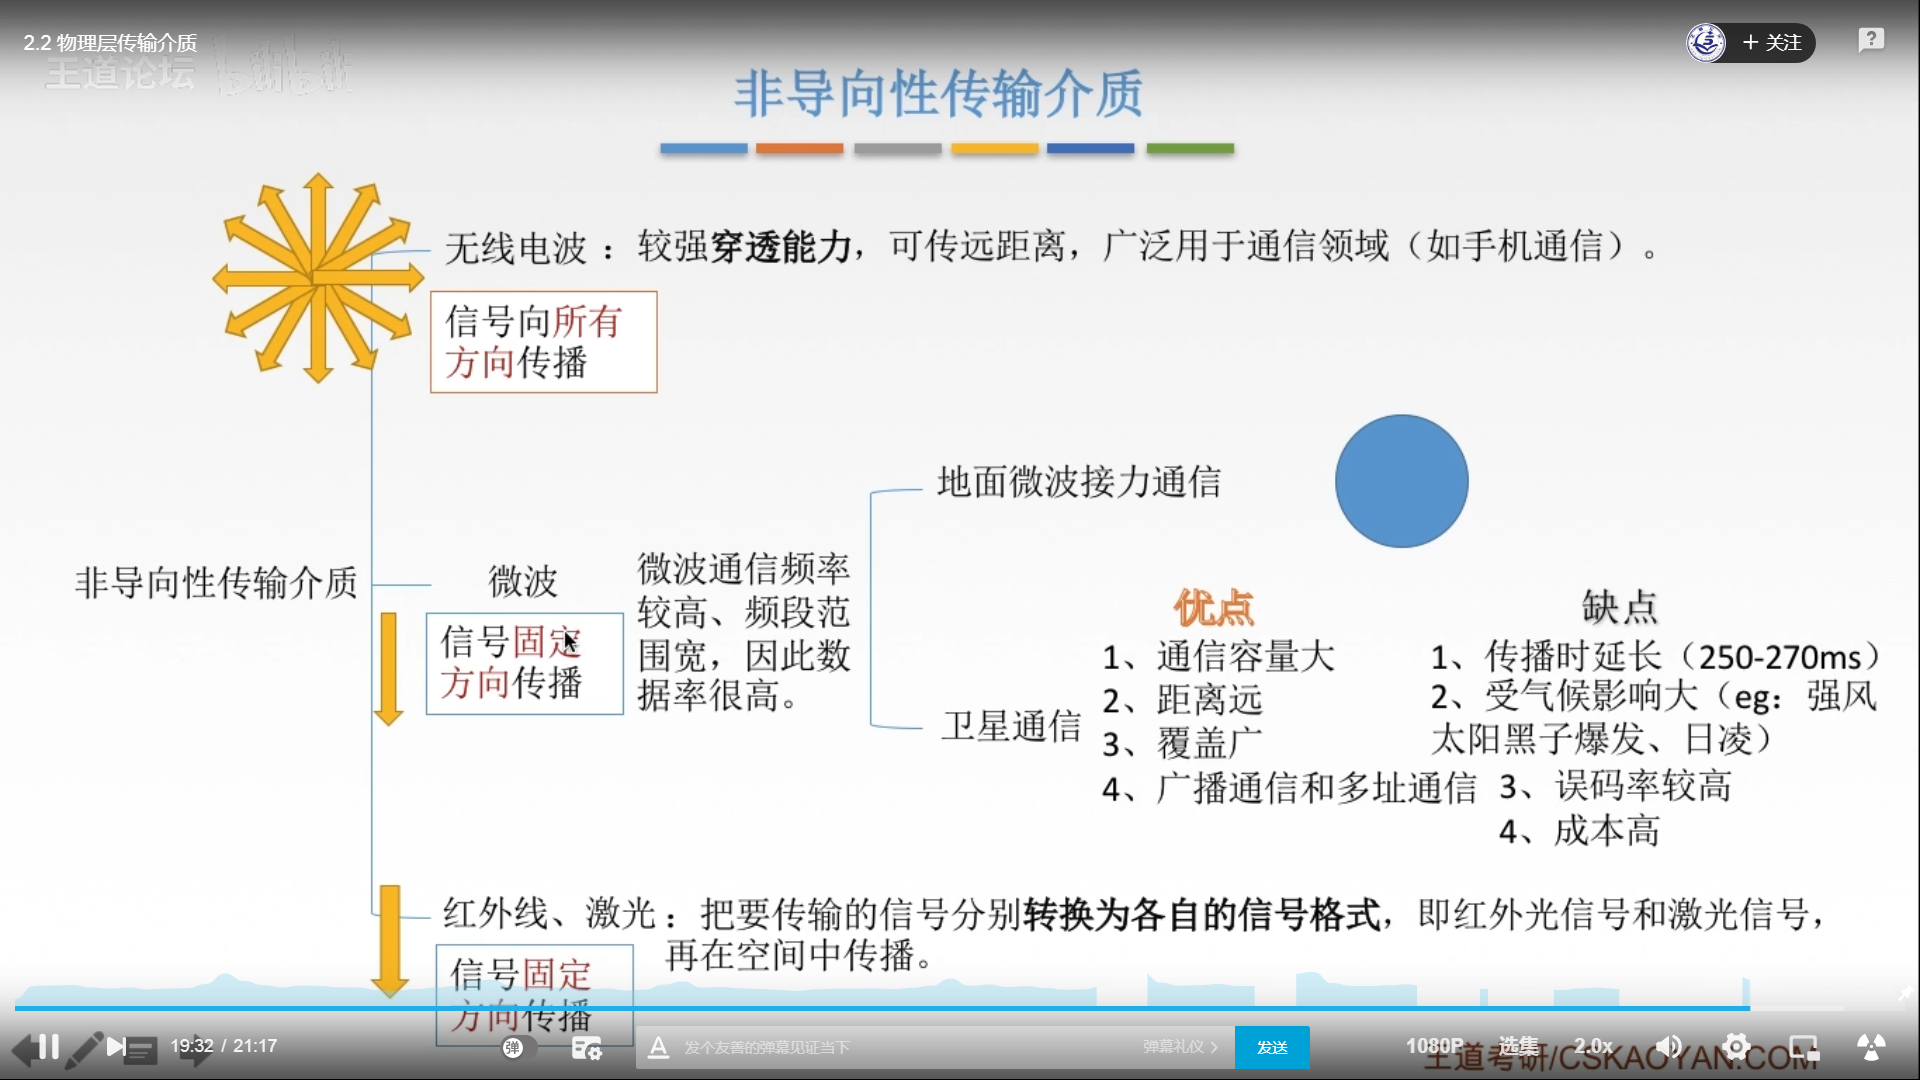 2.2 物理层传输介质
王道论坛 bilibili
+ 关注
非导向性传输介质
无线电波 ：较强穿透能力，可传远距离，广泛用于通信领域（如手机通信）。
信号向所有
方向传播
地面微波接力通信
非导向性传输介质
微波
信号固定
方向传播
微波通信频率
较高、频段范
围宽，因此数
据率很高。
卫星通信
优点
1、通信容量大
2、距离远
3、覆盖广
4、广播通信和多址通信
缺点
1、传播时延长（250-270ms）
2、受气候影响大（eg：强风
太阳黑子爆发、日凌）
3、误码率较高
4、成本高
红外线、激光：把要传输的信号分别转换为各自的信号格式，即红外光信号和激光信号，
再在空间中传播。
信号固定
方向传播
19:32 / 21:17
弹
A 发个友善的弹幕见证当下
弹幕礼仪 >
发送
1080P 选集 2.0x
王道考研/CSKAOYAN.COM